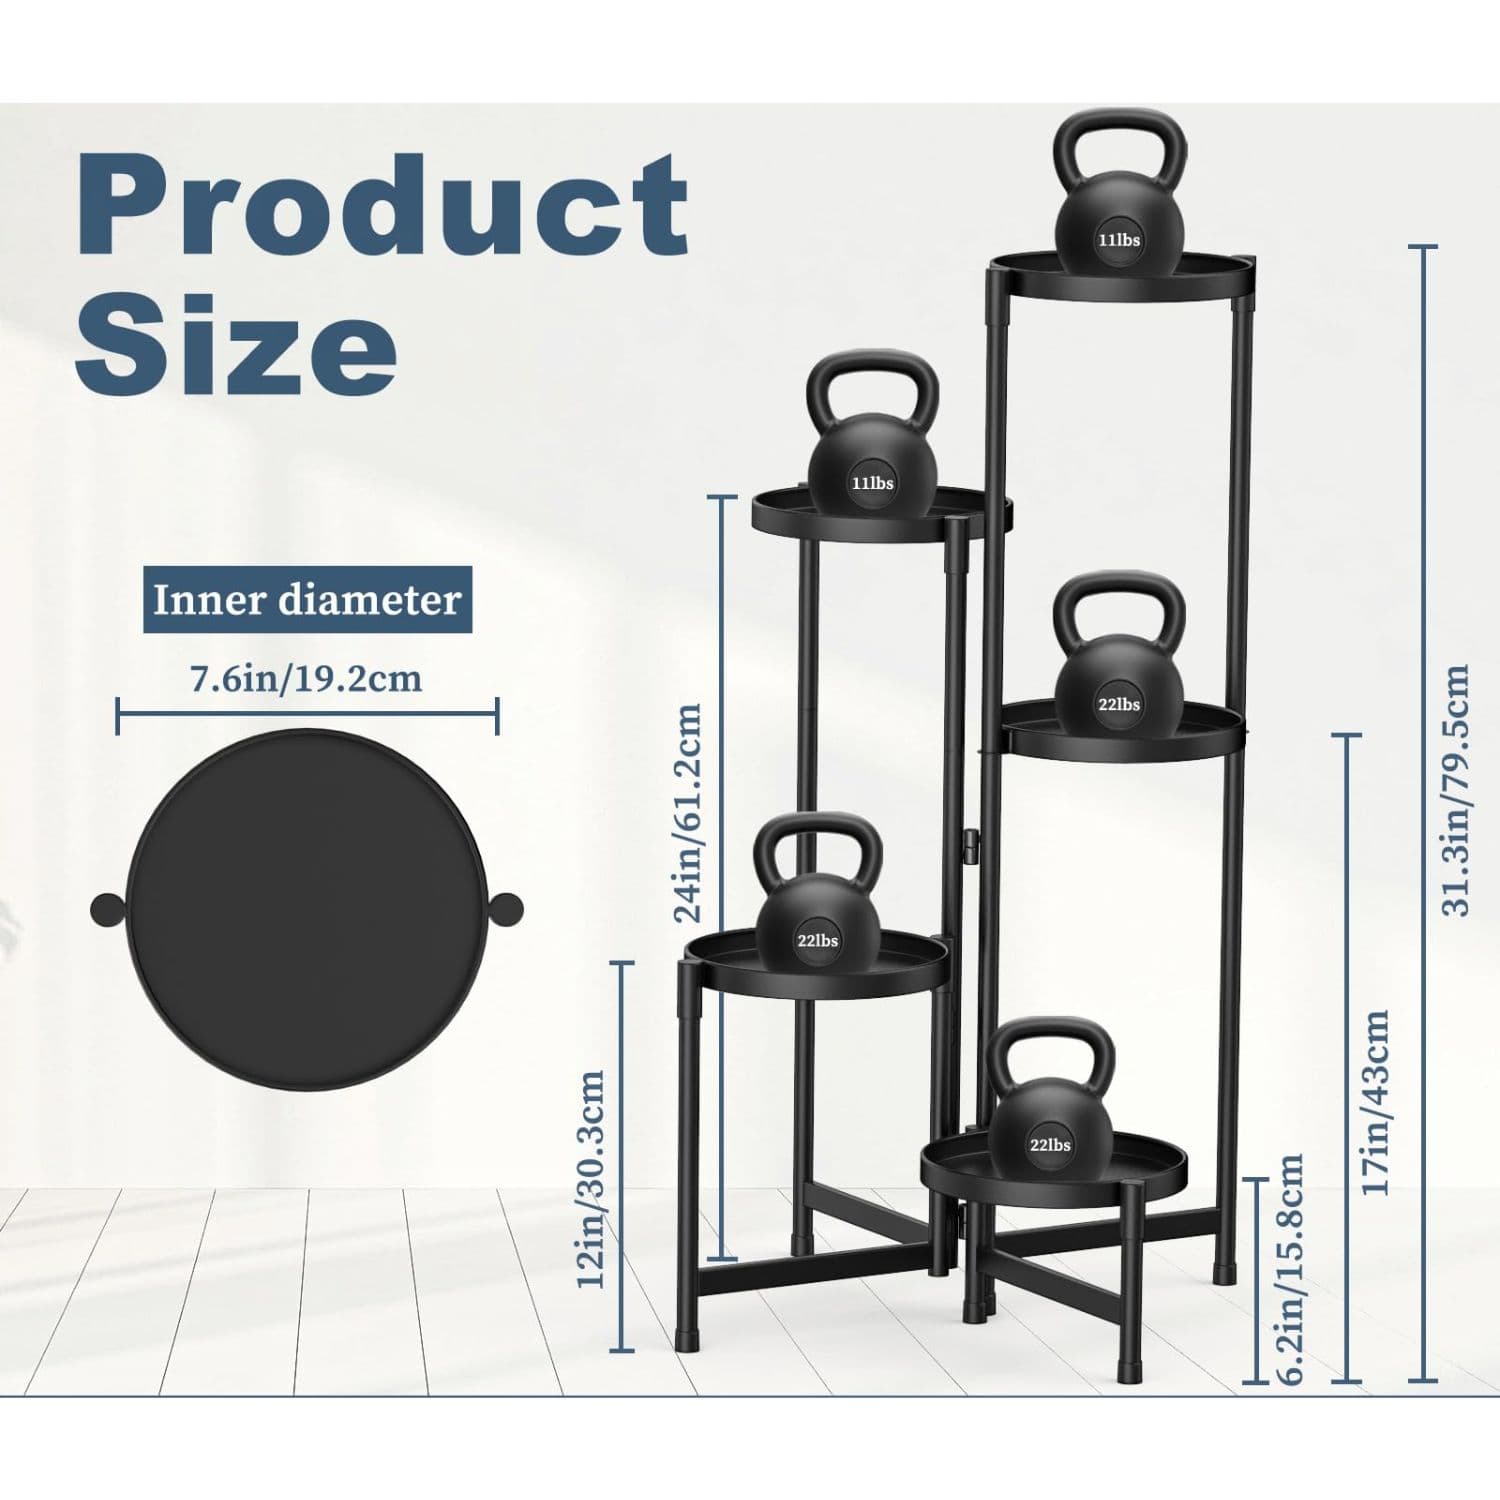 Product
Size
Inner diameter
7.6in/19.2cm
11lbs
11lbs
22lbs
22lbs
22lbs
24in/61.2cm
12in/30.3cm
31.3in/79.5cm
17in/43cm
6.2in/15.8cm